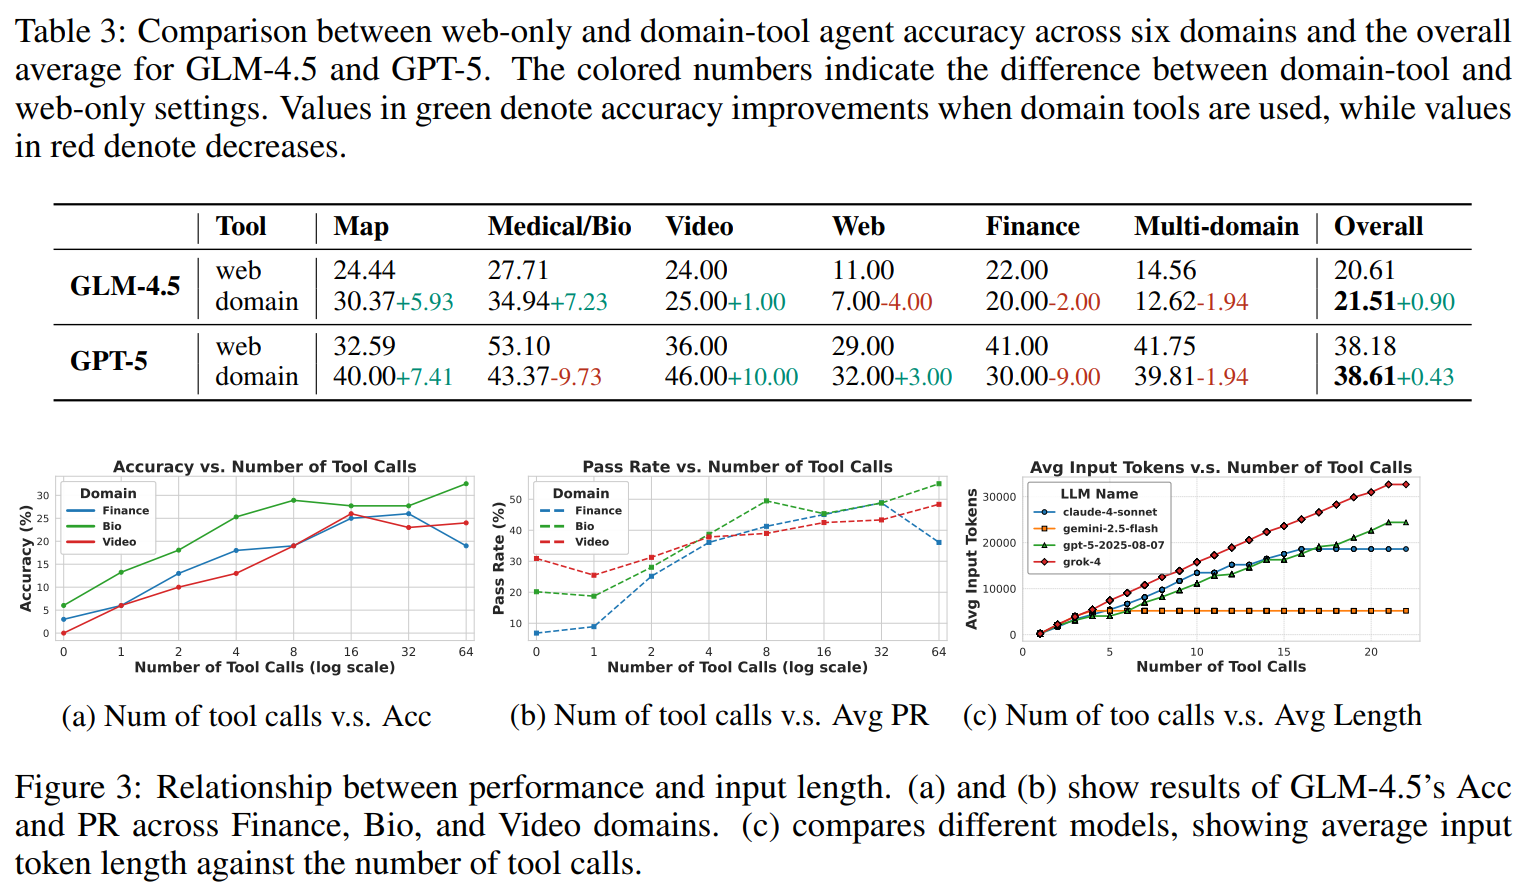 Table 3: Comparison between web-only and domain-tool agent accuracy across six domains and the overall
average for GLM-4.5 and GPT-5. The colored numbers indicate the difference between domain-tool and
web-only settings. Values in green denote accuracy improvements when domain tools are used, while values
in red denote decreases.
Tool Map Medical/Bio Video Web Finance Multi-domain Overall
GLM-4.5
web 24.44 27.71 24.00 11.00 22.00 14.56 20.61
domain 30.37+5.93 34.94+7.23 25.00+1.00 7.00-4.00 20.00-2.00 12.62-1.94 21.51+0.90
GPT-5
web 32.59 53.10 36.00 29.00 41.00 41.75 38.18
domain 40.00+7.41 43.37-9.73 46.00+10.00 32.00+3.00 30.00-9.00 39.81-1.94 38.61+0.43
Accuracy vs. Number of Tool Calls
Accuracy (%)
30
25
20
15
10
5
0
Domain
Finance
Bio
Video
0 1 2 4 8 16 32 64
Number of Tool Calls (log scale)
(a) Num of tool calls v.s. Acc
Pass Rate vs. Number of Tool Calls
Pass Rate (%)
50
40
30
20
10
Domain
Finance
Bio
Video
0 1 2 4 8 16 32 64
Number of Tool Calls (log scale)
(b) Num of tool calls v.s. Avg PR
Avg Input Tokens v.s. Number of Tool Calls
Avg Input Tokens
30000
20000
10000
0
LLM Name
claude-4-sonnet
gemini-2.5-flash
gpt-5-2025-08-07
grok-4
0 5 10 15 20
Number of Tool Calls
(c) Num of too calls v.s. Avg Length
Figure 3: Relationship between performance and input length. (a) and (b) show results of GLM-4.5's Acc
and PR across Finance, Bio, and Video domains. (c) compares different models, showing average input
token length against the number of tool calls.